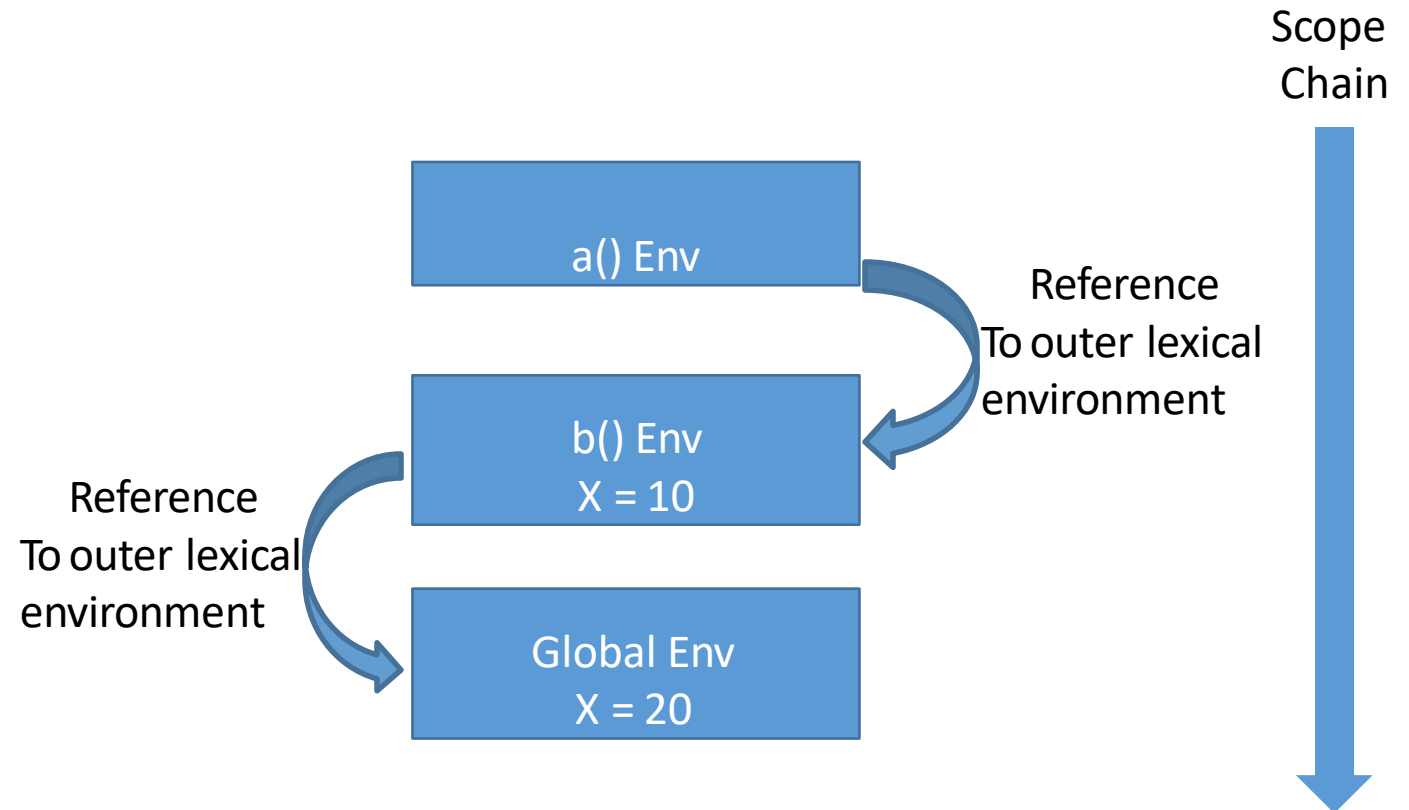 Scope
Chain
a() Env
Reference
To outer lexical
environment
b() Env
X = 10
Reference
To outer lexical
environment
Global Env
X = 20